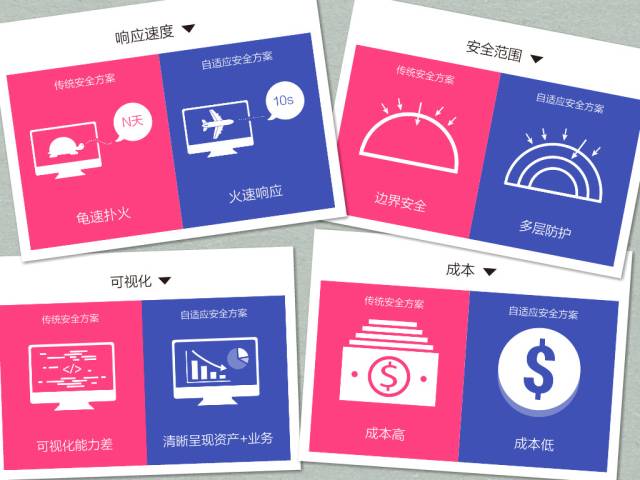 响应速度
传统安全方案
N天
龟速扑火
自适应安全方案
10s
火速响应
安全范围
传统安全方案
边界安全
自适应安全方案
多层防护
可视化
传统安全方案
</>
可视化能力差
自适应安全方案
清晰呈现资产+业务
成本
传统安全方案
$
成本高
自适应安全方案
$
成本低